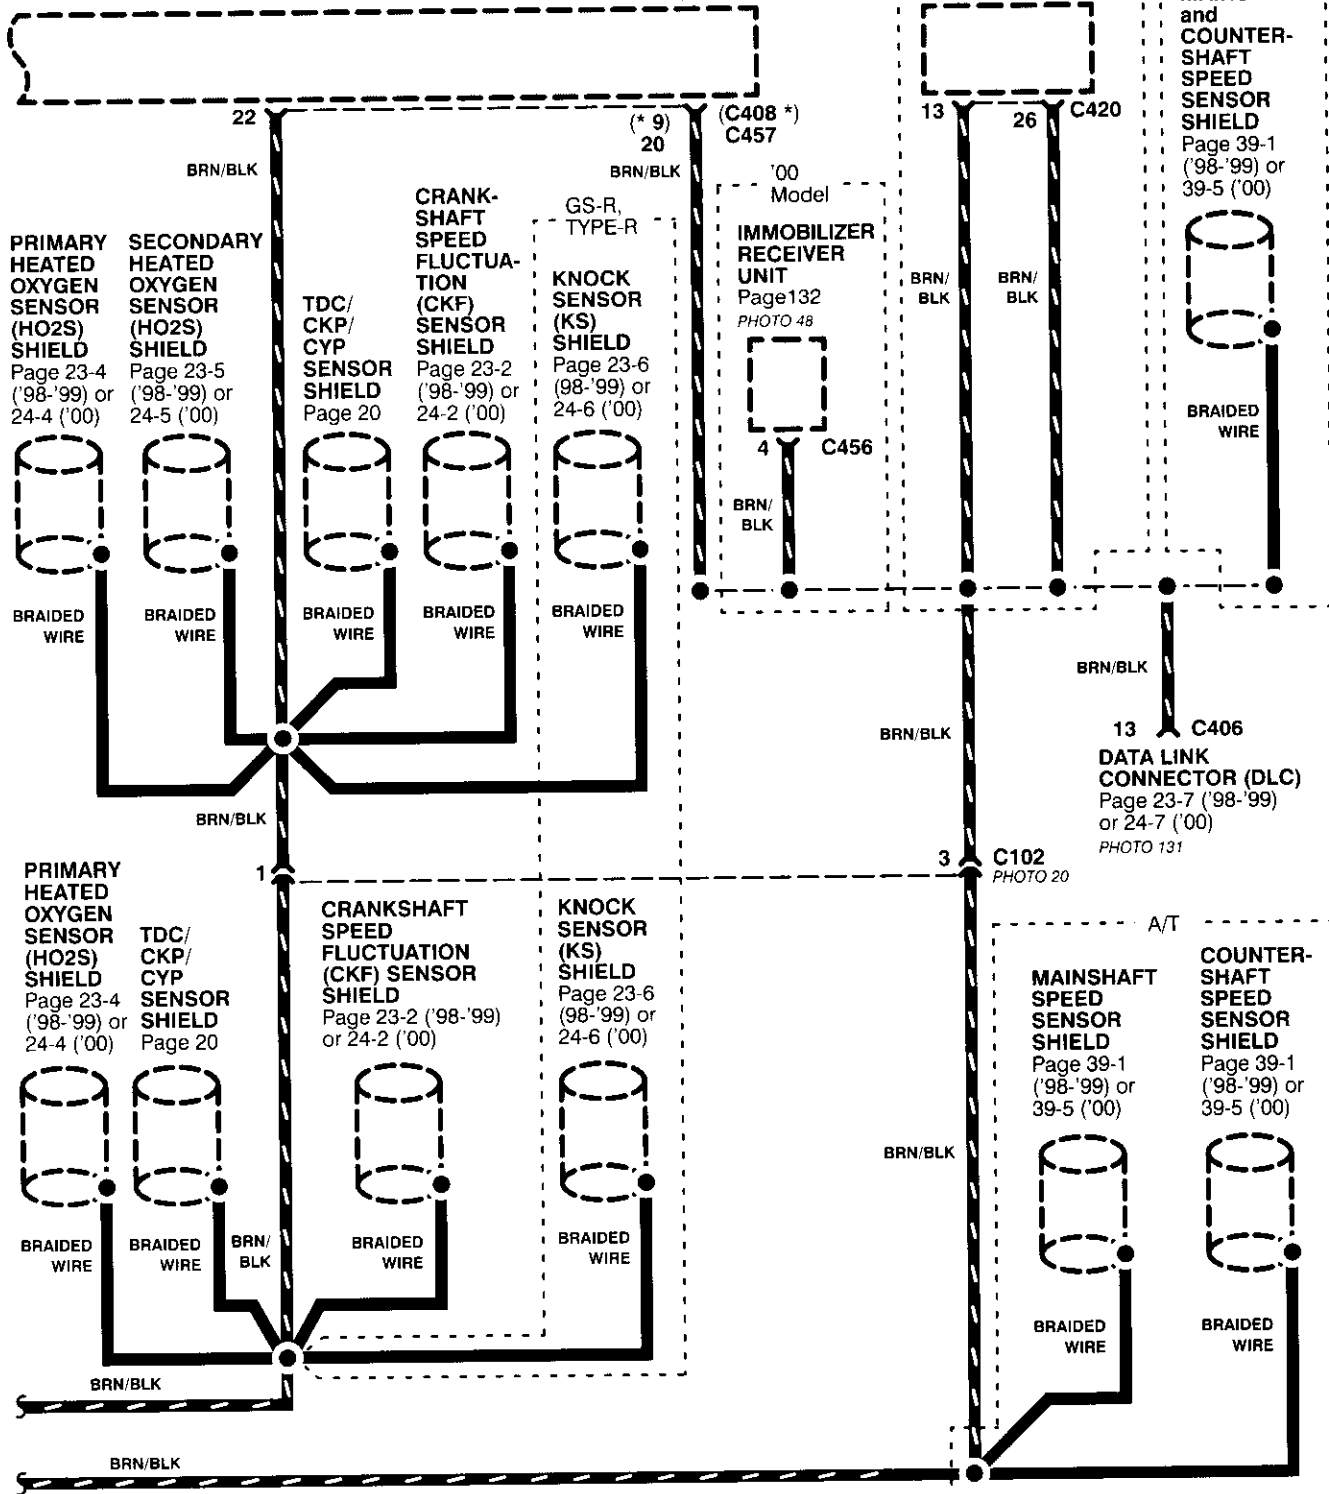 and
COUNTER-
SHAFT
SPEED
SENSOR
SHIELD
Page 39-1
('98-'99) or
39-5 ('00)
22
(* 9)
20
(C408 *)
C457
13
26
C420
BRN/BLK
BRN/BLK
'00
Model
GS-R,
TYPE-R
PRIMARY
HEATED
OXYGEN
SENSOR
(HO2S)
SHIELD
Page 23-4
('98-'99) or
24-4 ('00)
SECONDARY
HEATED
OXYGEN
SENSOR
(HO2S)
SHIELD
Page 23-5
('98-'99) or
24-5 ('00)
TDC/
CKP/
CYP
SENSOR
SHIELD
Page 20
CRANK-
SHAFT
SPEED
FLUCTUA-
TION
(CKF)
SENSOR
SHIELD
Page 23-2
('98-'99) or
24-2 ('00)
KNOCK
SENSOR
(KS)
SHIELD
Page 23-6
(98-'99) or
24-6 ('00)
IMMOBILIZER
RECEIVER
UNIT
Page132
PHOTO 48
4
C456
BRN/
BLK
BRN/
BLK
BRN/
BLK
BRAIDED
WIRE
BRAIDED
WIRE
BRAIDED
WIRE
BRAIDED
WIRE
BRAIDED
WIRE
BRAIDED
WIRE
BRN/BLK
BRN/BLK
13
C406
DATA LINK
CONNECTOR (DLC)
Page 23-7 ('98-'99)
or 24-7 ('00)
PHOTO 131
BRN/BLK
1
3
C102
PHOTO 20
PRIMARY
HEATED
OXYGEN
SENSOR
(HO2S)
SHIELD
Page 23-4
('98-'99) or
24-4 ('00)
TDC/
CKP/
CYP
SENSOR
SHIELD
Page 20
CRANKSHAFT
SPEED
FLUCTUATION
(CKF) SENSOR
SHIELD
Page 23-2 ('98-'99)
or 24-2 ('00)
KNOCK
SENSOR
(KS)
SHIELD
Page 23-6
(98-'99) or
24-6 ('00)
A/T
MAINSHAFT
SPEED
SENSOR
SHIELD
Page 39-1
('98-'99) or
39-5 ('00)
COUNTER-
SHAFT
SPEED
SENSOR
SHIELD
Page 39-1
('98-'99) or
39-5 ('00)
BRN/BLK
BRAIDED
WIRE
BRAIDED
WIRE
BRN/
BLK
BRAIDED
WIRE
BRAIDED
WIRE
BRAIDED
WIRE
BRAIDED
WIRE
BRN/BLK
BRN/BLK